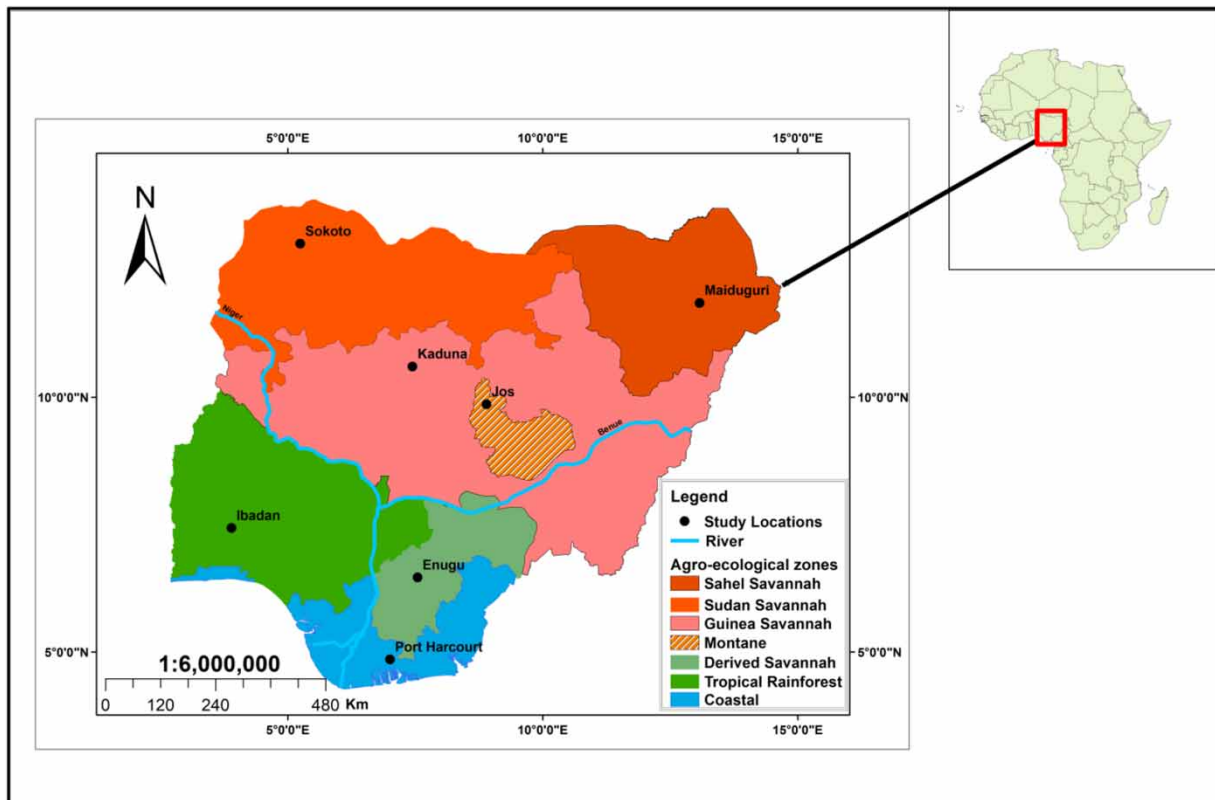 5°0'0"E 10°0'0"E 15°0'0"E
N
Sokoto
Maiduguri
Niger
Kaduna
10°0'0"N 10°0'0"N
Jos
Benue
Ibadan
Enugu
Port Harcourt
5°0'0"N 5°0'0"N
1:6,000,000
0 120 240 480 Km
Legend
Study Locations
River
Agro-ecological zones
Sahel Savannah
Sudan Savannah
Guinea Savannah
Montane
Derived Savannah
Tropical Rainforest
Coastal
5°0'0"E 10°0'0"E 15°0'0"E